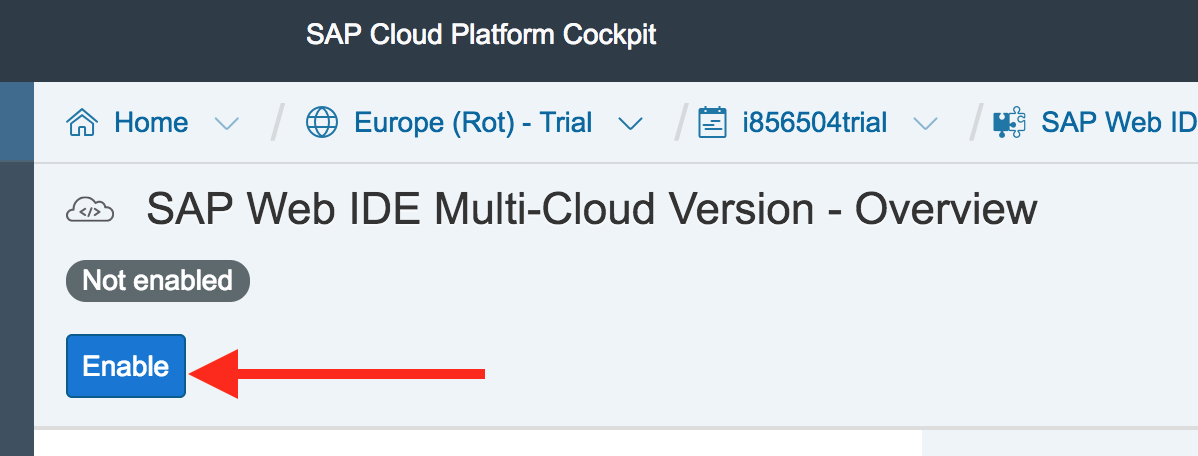 SAP Cloud Platform Cockpit
Home / Europe (Rot) - Trial / i856504trial / SAP Web ID
</> SAP Web IDE Multi-Cloud Version - Overview
Not enabled
Enable